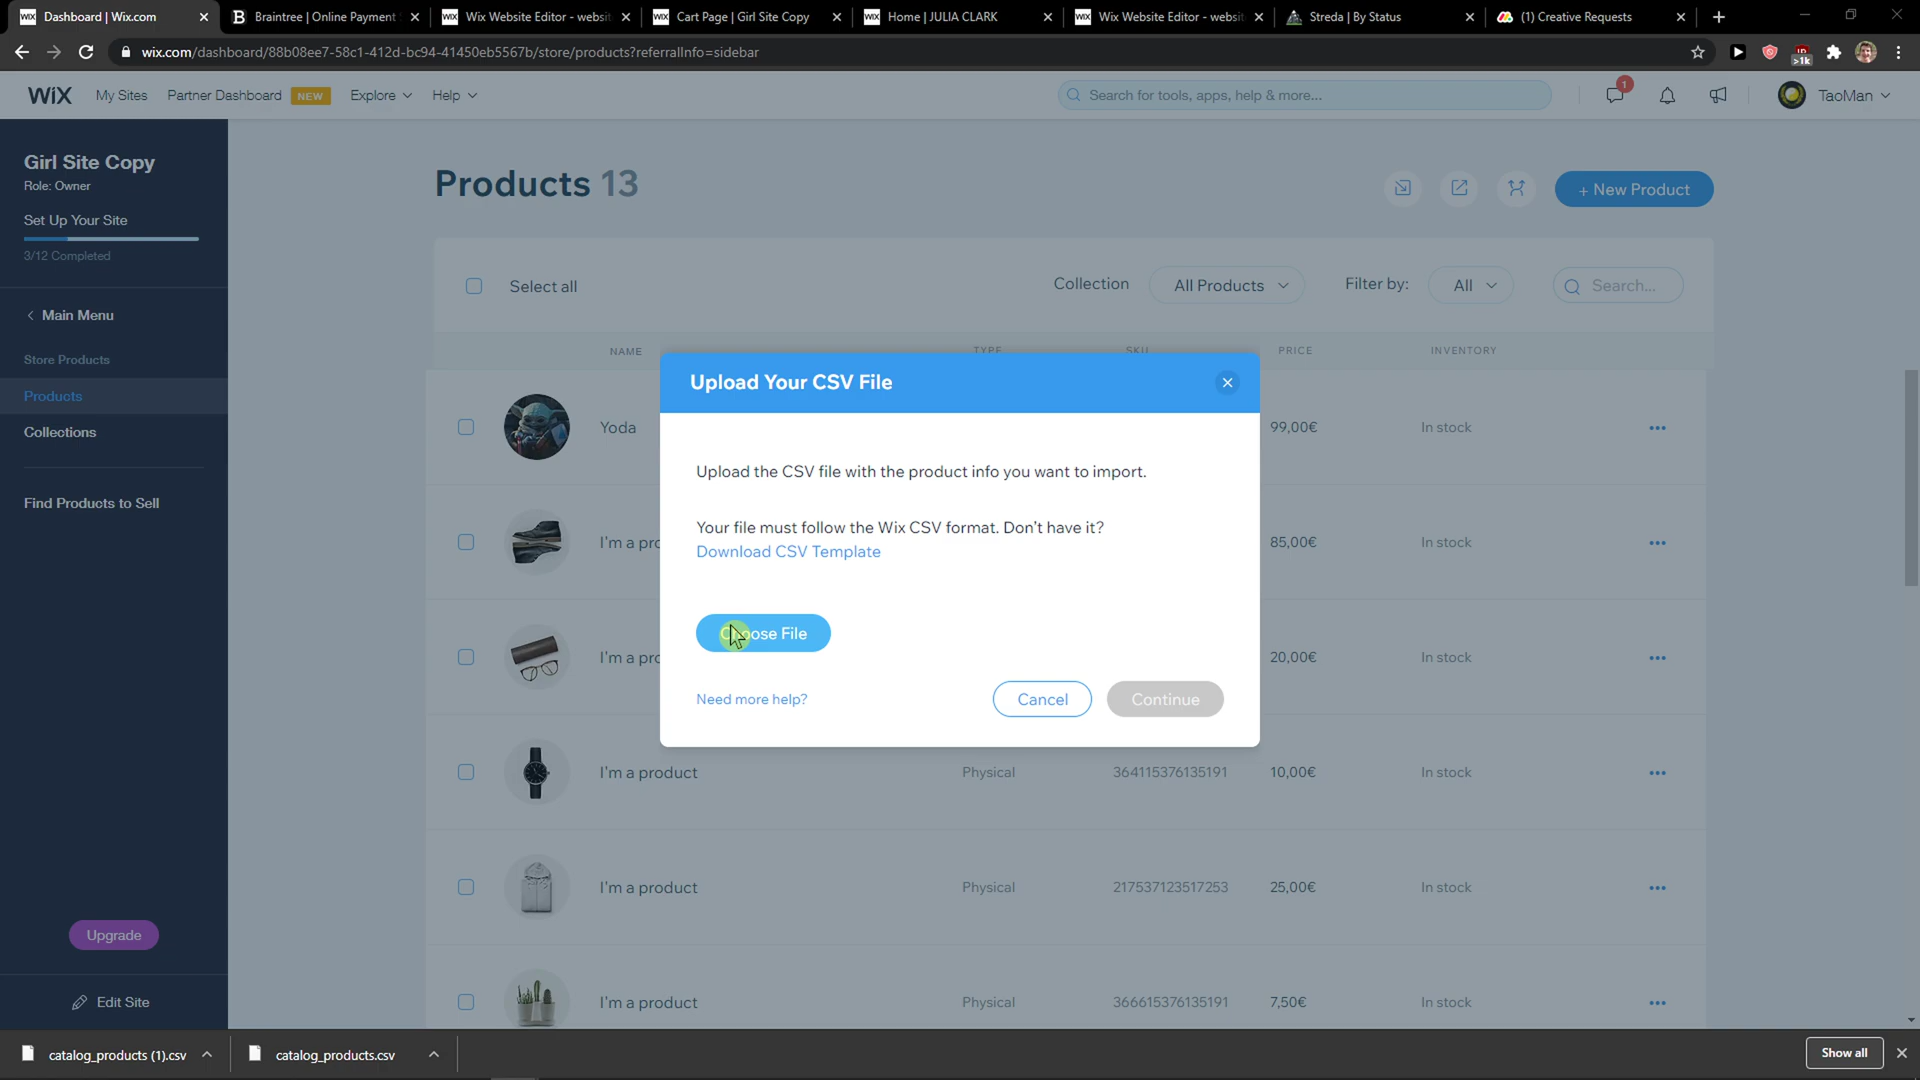 Dashboard | Wix.com
Braintree | Online Payment
Wix Website Editor - websit
Cart Page | Girl Site Copy
Home | JULIA CLARK
Wix Website Editor - websit
Streda | By Status
(1) Creative Requests
wix.com/dashboard/88b08ee7-58c1-412d-bc94-41450eb5567b/store/products?referralInfo=sidebar
>1k
WiX
My Sites
Partner Dashboard
NEW
Explore
Help
Search for tools, apps, help & more...
1
TaoMan
Girl Site Copy
Role: Owner
Set Up Your Site
3/12 Completed
Main Menu
Store Products
Products
Collections
Find Products to Sell
Upgrade
Edit Site
Products 13
+ New Product
Select all
Collection
All Products
Filter by:
All
Search...
NAME
TYPE
SKU
PRICE
INVENTORY
Yoda
99,00€
In stock
I'm a pro
85,00€
In stock
I'm a pro
20,00€
In stock
I'm a product
Physical
364115376135191
10,00€
In stock
I'm a product
Physical
217537123517253
25,00€
In stock
I'm a product
Physical
366615376135191
7,50€
In stock
Upload Your CSV File
Upload the CSV file with the product info you want to import.
Your file must follow the Wix CSV format. Don't have it?
Download CSV Template
Choose File
Need more help?
Cancel
Continue
catalog_products (1).csv
catalog_products.csv
Show all